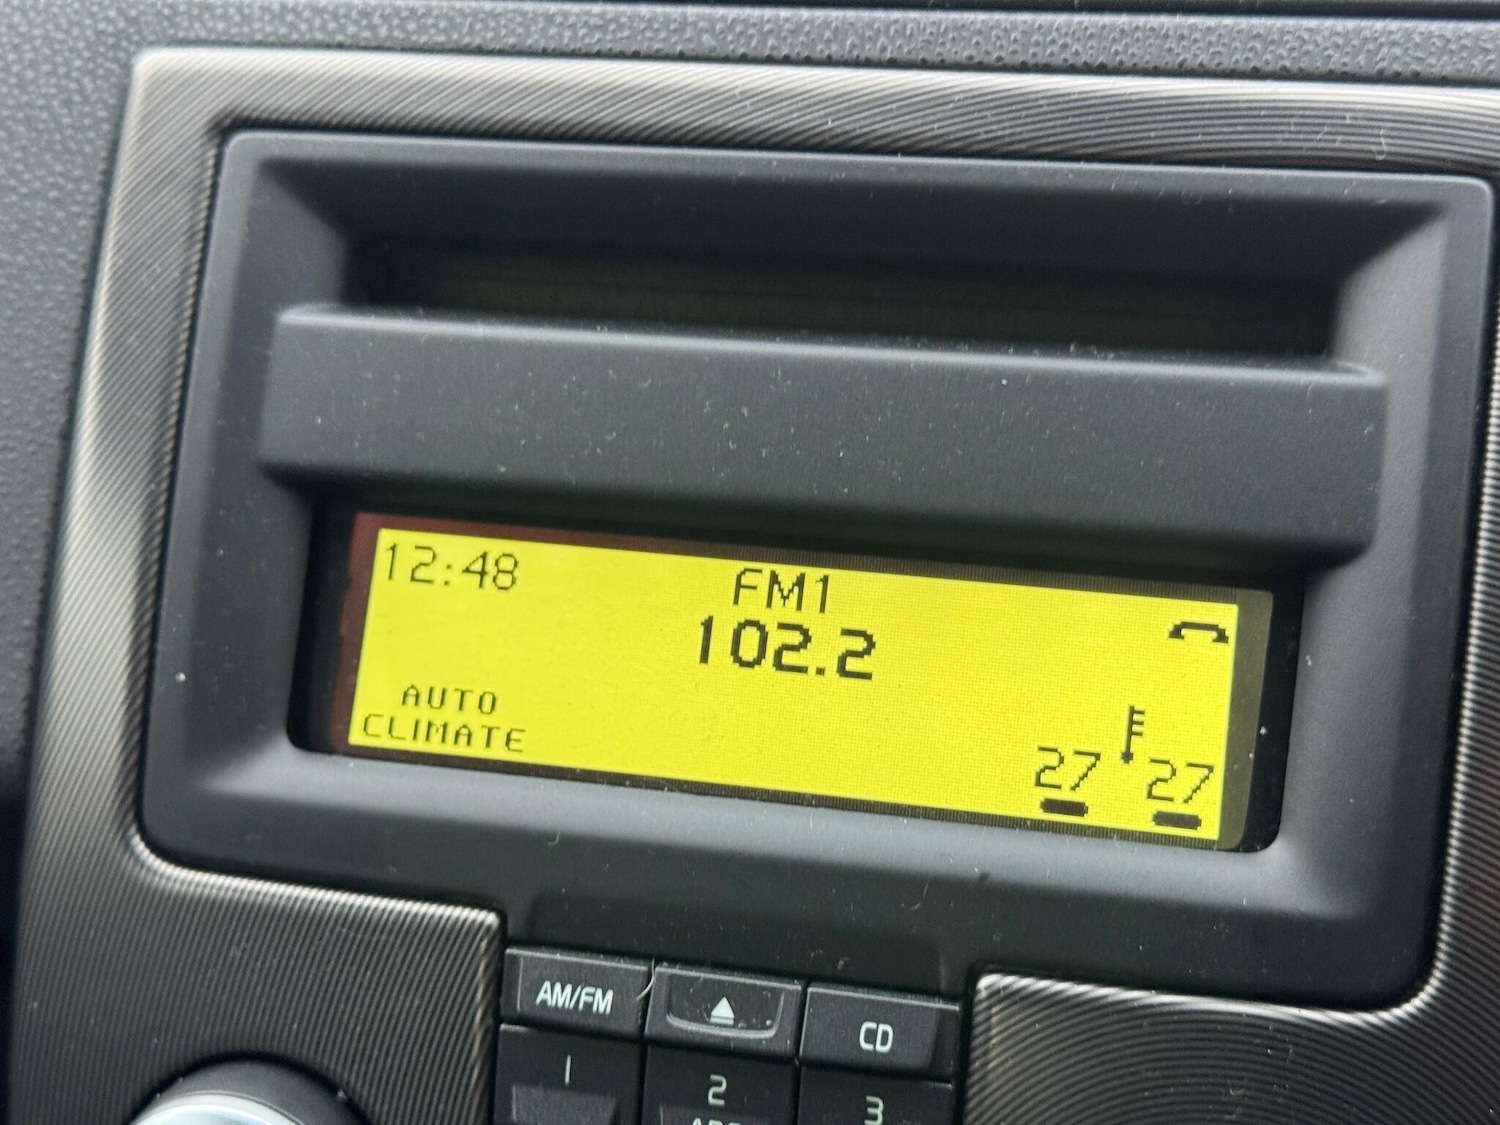 12:48
FM1
102.2
AUTO
CLIMATE
27 27
AM/FM
CD
1
2
3